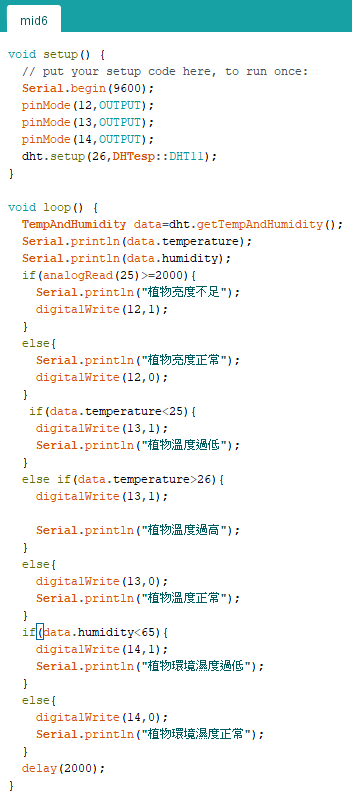 mid6
void setup() {
  // put your setup code here, to run once:
  Serial.begin(9600);
  pinMode(12,OUTPUT);
  pinMode(13,OUTPUT);
  pinMode(14,OUTPUT);
  dht.setup(26,DHTesp::DHT11);
}
void loop() {
  TempAndHumidity data=dht.getTempAndHumidity();
  Serial.println(data.temperature);
  Serial.println(data.humidity);
  if(analogRead(25)>=2000){
    Serial.println("植物亮度不足");
    digitalWrite(12,1);
  }
  else{
    Serial.println("植物亮度正常");
    digitalWrite(12,0);
  }
   if(data.temperature<25){
    digitalWrite(13,1);
    Serial.println("植物溫度過低");
  }
  else if(data.temperature>26){
    digitalWrite(13,1);
    Serial.println("植物溫度過高");
  }
  else{
    digitalWrite(13,0);
    Serial.println("植物溫度正常");
  }
  if(data.humidity<65){
    digitalWrite(14,1);
    Serial.println("植物環境濕度過低");
  }
  else{
    digitalWrite(14,0);
    Serial.println("植物環境濕度正常");
  }
  delay(2000);
}